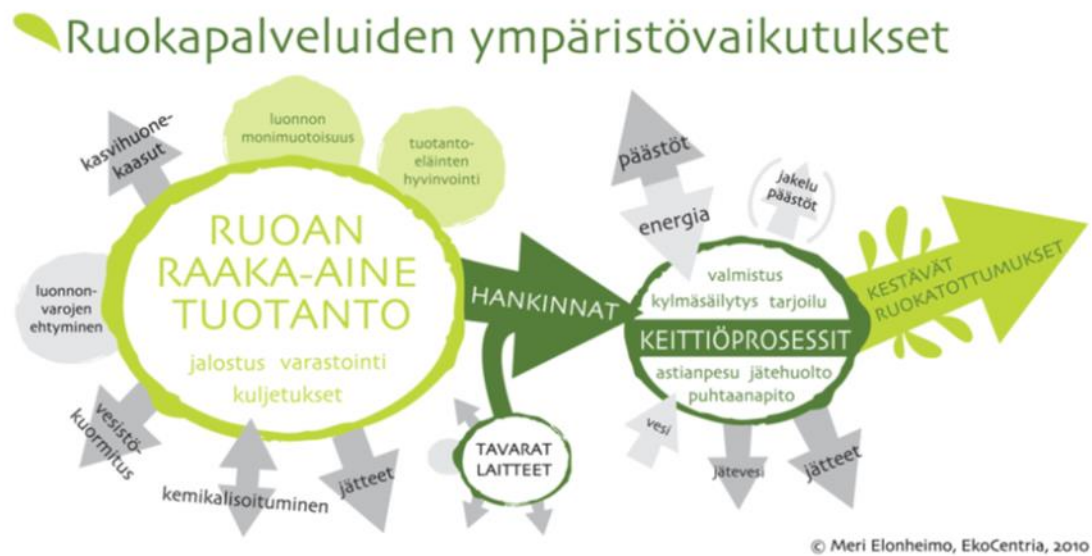 Ruokapalveluiden ympäristövaikutukset
kasvihuone-
kaasut
luonnon
monimuotoisuus
tuotanto-
eläinten
hyvinvointi
luonnon-
varojen
ehtyminen
RUOAN
RAAKA-AINE
TUOTANTO
jalostus varastointi
kuljetukset
vesistö-
kuormitus
kemikalisoituminen
jätteet
HANKINNAT
TAVARAT
LAITTEET
päästöt
energia
jakelu
päästöt
valmistus
kylmäsäilytys tarjoilu
KEITTIÖPROSESSIT
astianpesu jätehuolto
puhtaanapito
vesi
jätevesi
jätteet
KESTÄVÄT
RUOKATOTTUMUKSET
© Meri Elonheimo, EkoCentria, 2010